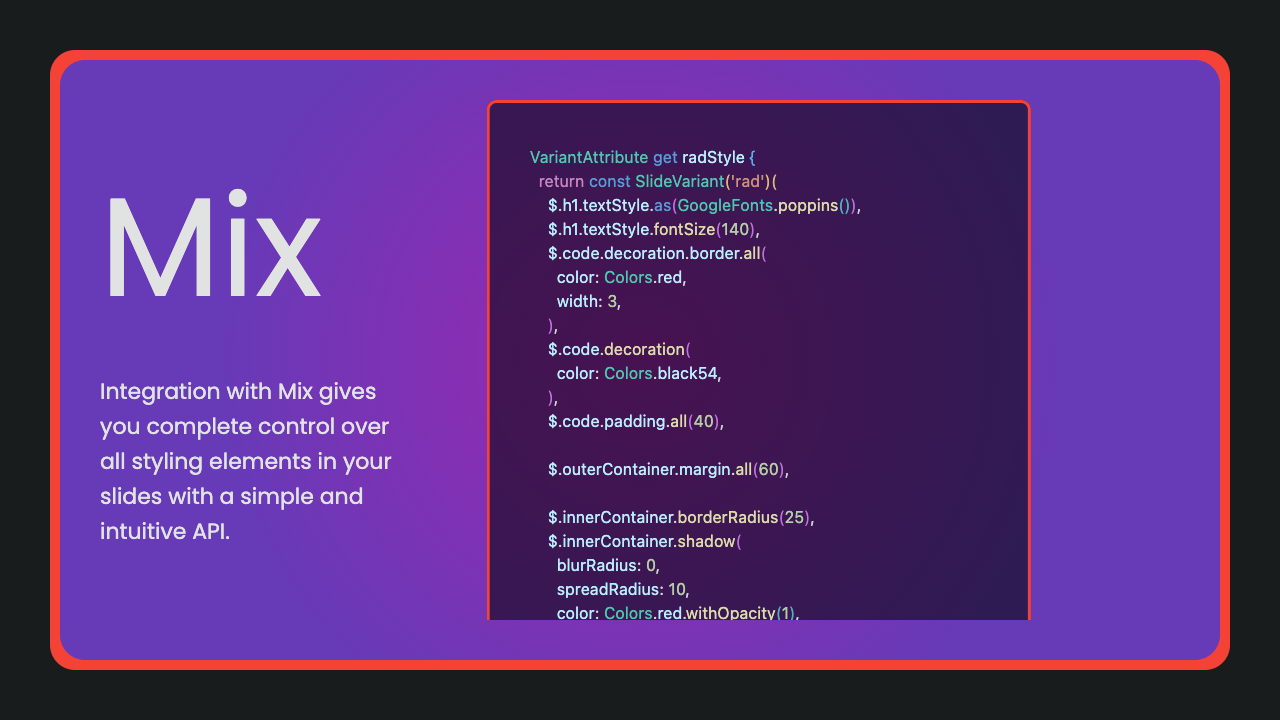 Mix
Integration with Mix gives
you complete control over
all styling elements in your
slides with a simple and
intuitive API.
VariantAttribute get radStyle {
return const SlideVariant('rad')(
$.h1.textStyle.as(GoogleFonts.poppins()),
$.h1.textStyle.fontSize(140),
$.code.decoration.border.all(
color: Colors.red,
width: 3,
),
$.code.decoration(
color: Colors.black54,
),
$.code.padding.all(40),
$.outerContainer.margin.all(60),
$.innerContainer.borderRadius(25),
$.innerContainer.shadow(
blurRadius: 0,
spreadRadius: 10,
color: Colors.red.withOpacity(1),